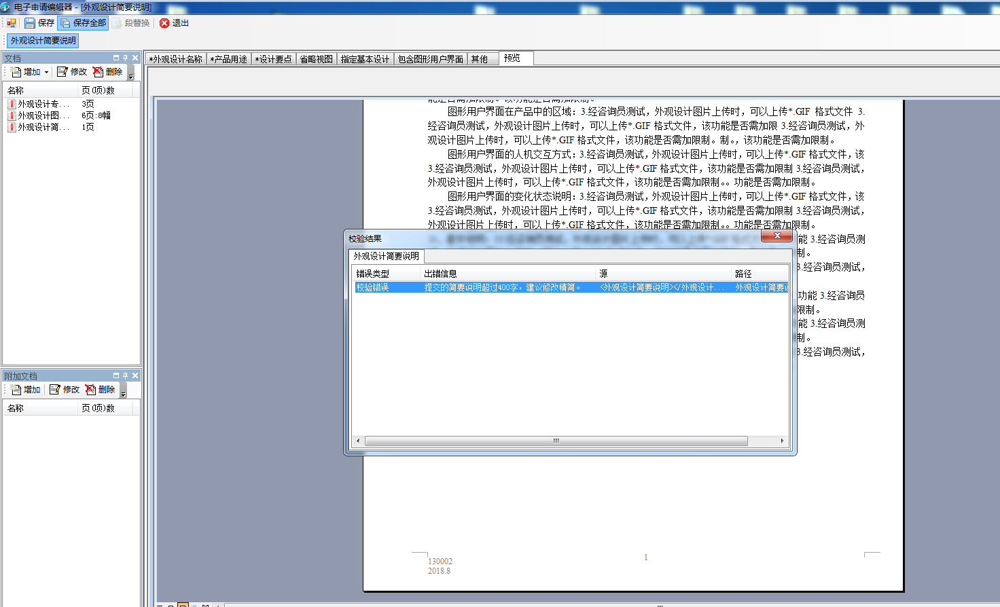 电子申请编辑器 - [外观设计简要说明]
保存 保存全部 段替换 退出
外观设计简要说明
文档
增加 修改 删除
名称 页(项)数
外观设计专... 3页
外观设计图... 6页:8幅
外观设计简... 1页
附加文档
增加 修改 删除
名称 页(项)数
*外观设计名称 *产品用途 *设计要点 省略视图 指定基本设计 包含图形用户界面 其他 预览
能是否需加限制。该功能是否需加限制。
图形用户界面在产品中的区域：3.经咨询员测试，外观设计图片上传时，可以上传*.GIF 格式文件 3.
经咨询员测试，外观设计图片上传时，可以上传*.GIF 格式文件，该功能是否需加限 3.经咨询员测试，外
观设计图片上传时，可以上传*.GIF 格式文件，该功能是否需加限制。制。，该功能是否需加限制。
图形用户界面的人机交互方式：3.经咨询员测试，外观设计图片上传时，可以上传*.GIF 格式文件，该
3.经咨询员测试，外观设计图片上传时，可以上传*.GIF 格式文件，该功能是否需加限制 3.经咨询员测试，
外观设计图片上传时，可以上传*.GIF 格式文件，该功能是否需加限制。。功能是否需加限制。
图形用户界面的变化状态说明：3.经咨询员测试，外观设计图片上传时，可以上传*.GIF 格式文件，该
3.经咨询员测试，外观设计图片上传时，可以上传*.GIF 格式文件，该功能是否需加限制 3.经咨询员测试，
外观设计图片上传时，可以上传*.GIF 格式文件，该功能是否需加限制。。功能是否需加限制。
能 3.经咨询员测
制。
3.经咨询员测试，
功能 3.经咨询员
限制。
能 3.经咨询员测
制。
3.经咨询员测试，
校验结果
外观设计简要说明
错误类型 出错信息 源 路径
校验错误 提交的简要说明超过400字，建议修改精简。 <外观设计简要说明></外观设计... 外观设计简要说
130002
2018.8
1